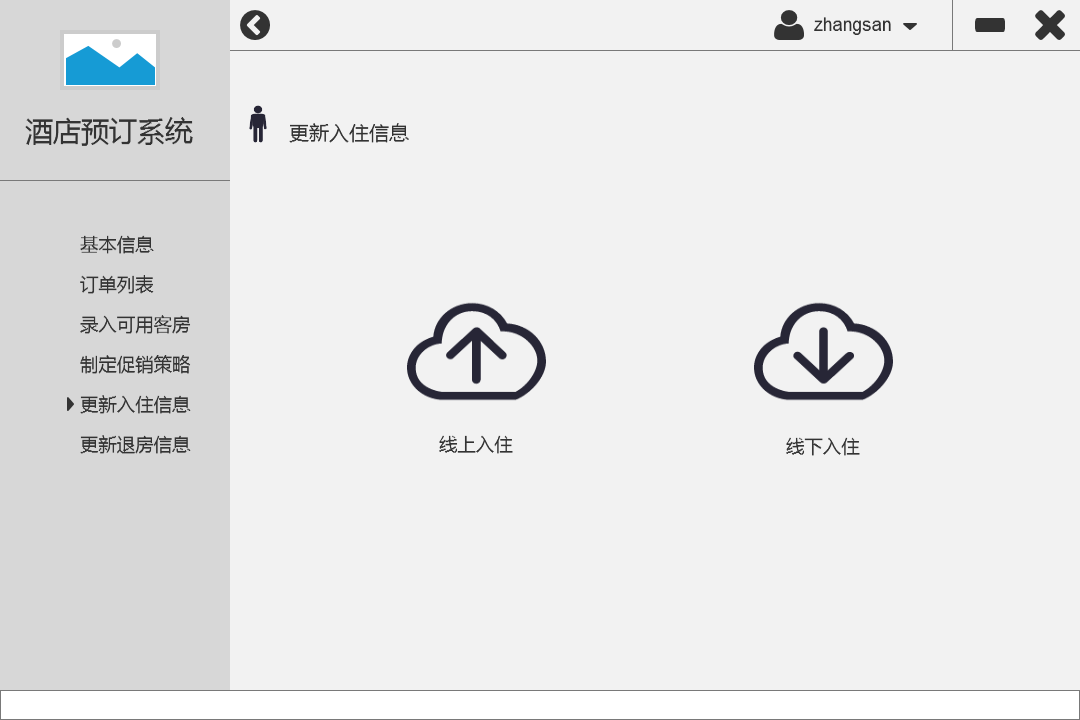 zhangsan
酒店预订系统
更新入住信息
基本信息
订单列表
录入可用客房
制定促销策略
更新入住信息
更新退房信息
线上入住
线下入住